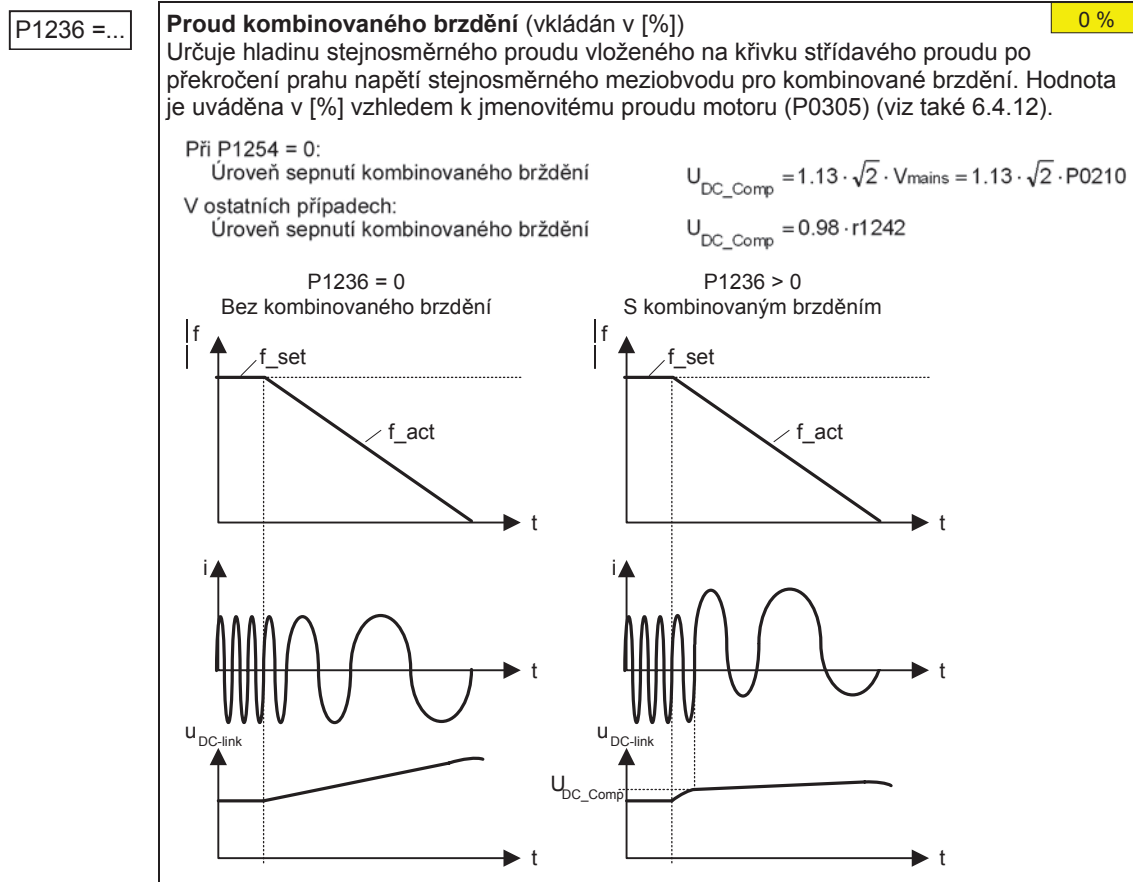 P1236 =...
Proud kombinovaného brzdění (vkládán v [%])
0 %
Určuje hladinu stejnosměrného proudu vloženého na křivku střídavého proudu po
překročení prahu napětí stejnosměrného meziobvodu pro kombinované brzdění. Hodnota
je uváděna v [%] vzhledem k jmenovitému proudu motoru (P0305) (viz také 6.4.12).
Při P1254 = 0:
Úroveň sepnutí kombinovaného brždění
U_DC_Comp = 1.13 · √2 · Vmains = 1.13 · √2 · P0210
V ostatních případech:
Úroveň sepnutí kombinovaného brždění
U_DC_Comp = 0.98 · r1242
P1236 = 0
Bez kombinovaného brzdění
|f|
f_set
f_act
t
i
t
u_DC-link
t
P1236 > 0
S kombinovaným brzděním
|f|
f_set
f_act
t
i
t
u_DC-link
U_DC_Comp
t